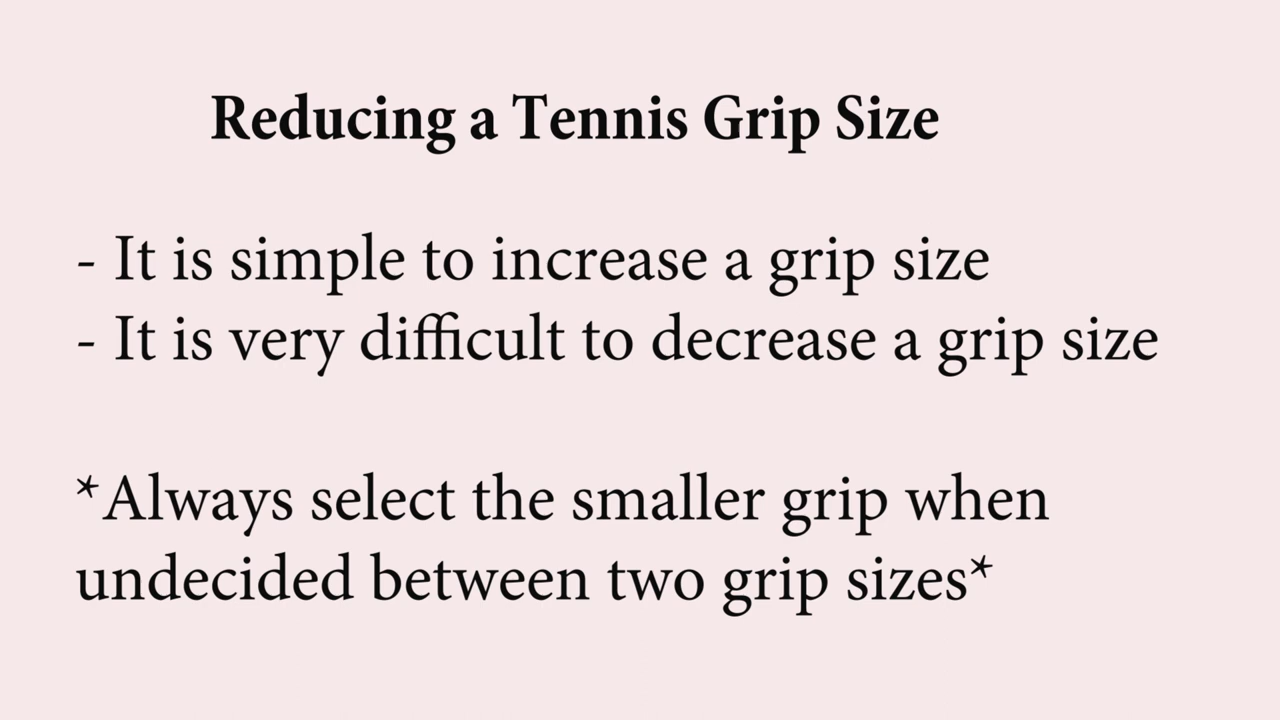 Reducing a Tennis Grip Size
- It is simple to increase a grip size
- It is very difficult to decrease a grip size
*Always select the smaller grip when
undecided between two grip sizes*